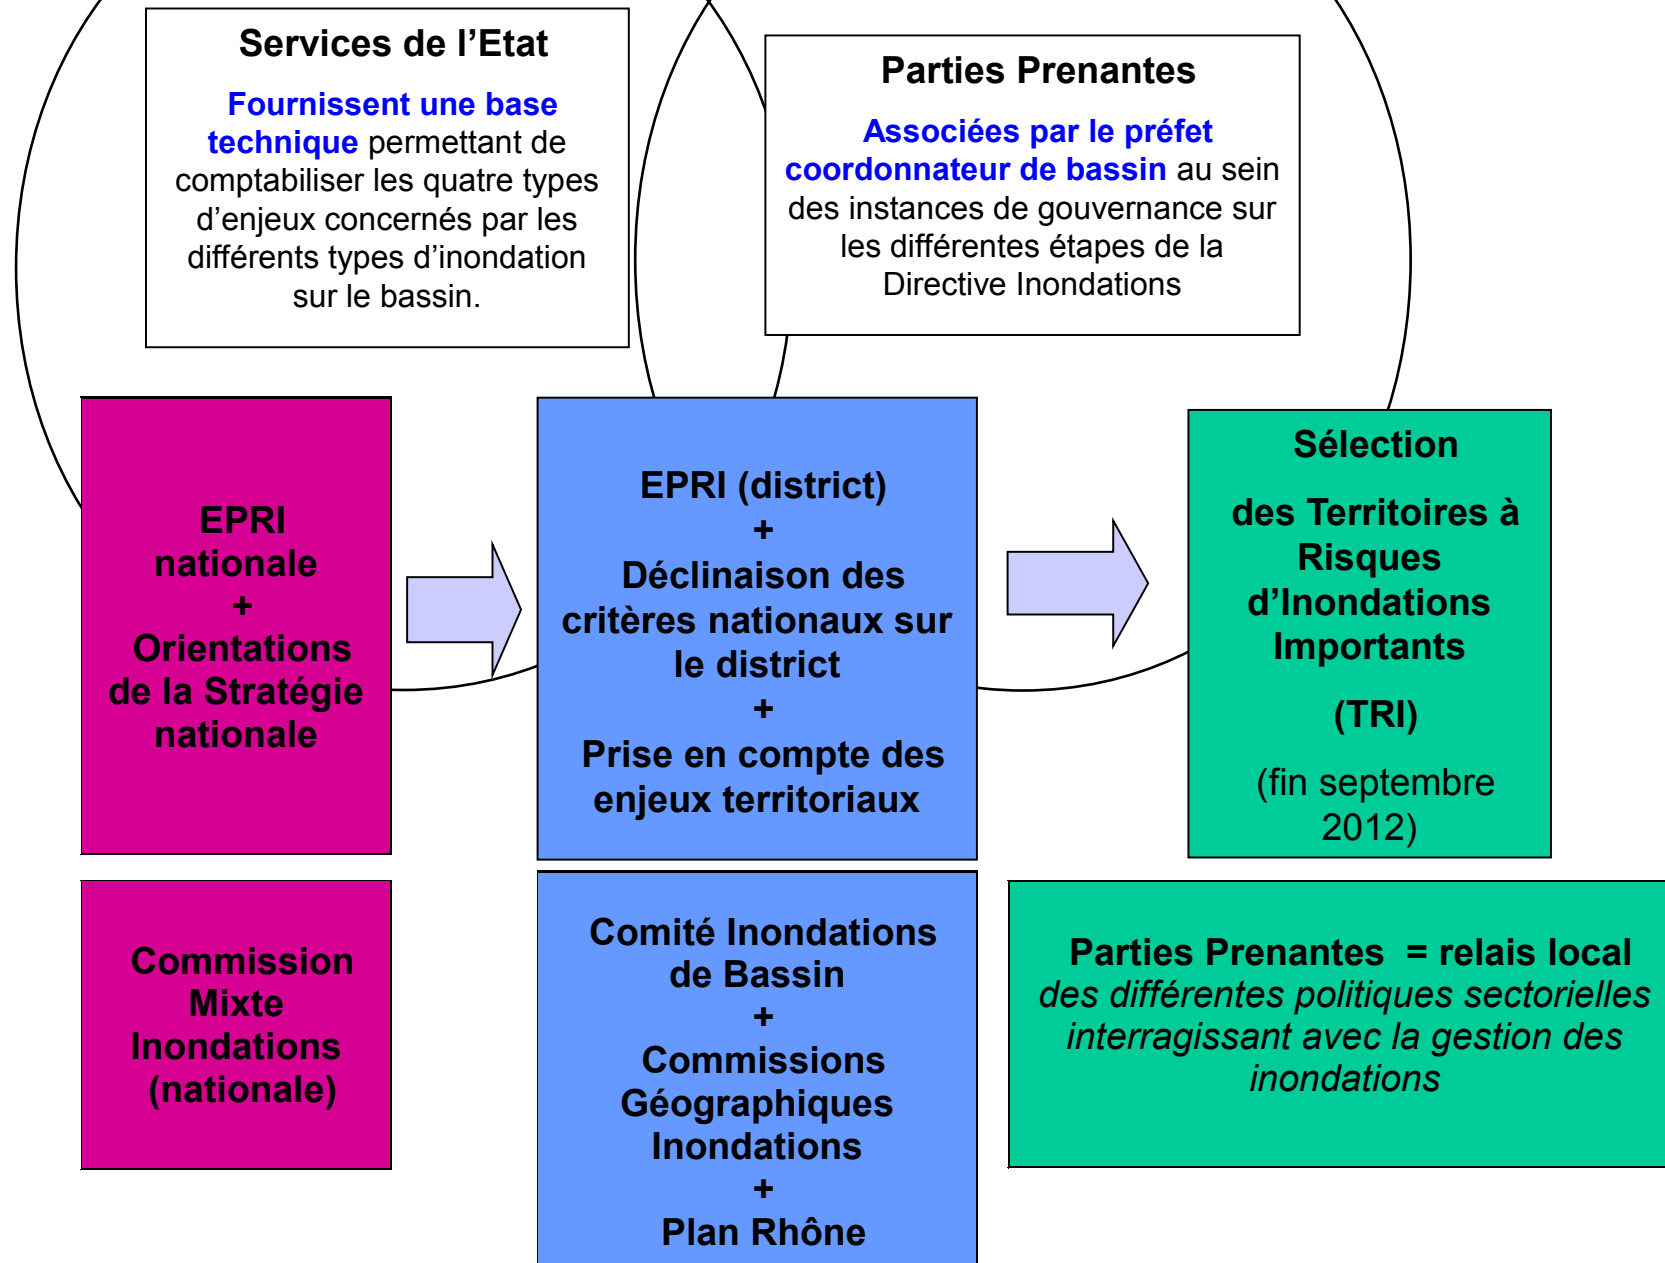 Services de l’Etat
Fournissent une base
technique permettant de
comptabiliser les quatre types
d’enjeux concernés par les
différents types d’inondation
sur le bassin.
Parties Prenantes
Associées par le préfet
coordonnateur de bassin au sein
des instances de gouvernance sur
les différentes étapes de la
Directive Inondations
EPRI
nationale
+
Orientations
de la Stratégie
nationale
EPRI (district)
+
Déclinaison des
critères nationaux sur
le district
+
Prise en compte des
enjeux territoriaux
Sélection
des Territoires à
Risques
d’Inondations
Importants
(TRI)
(fin septembre
2012)
Commission
Mixte
Inondations
(nationale)
Comité Inondations
de Bassin
+
Commissions
Géographiques
Inondations
+
Plan Rhône
Parties Prenantes = relais local
des différentes politiques sectorielles
interragissant avec la gestion des
inondations